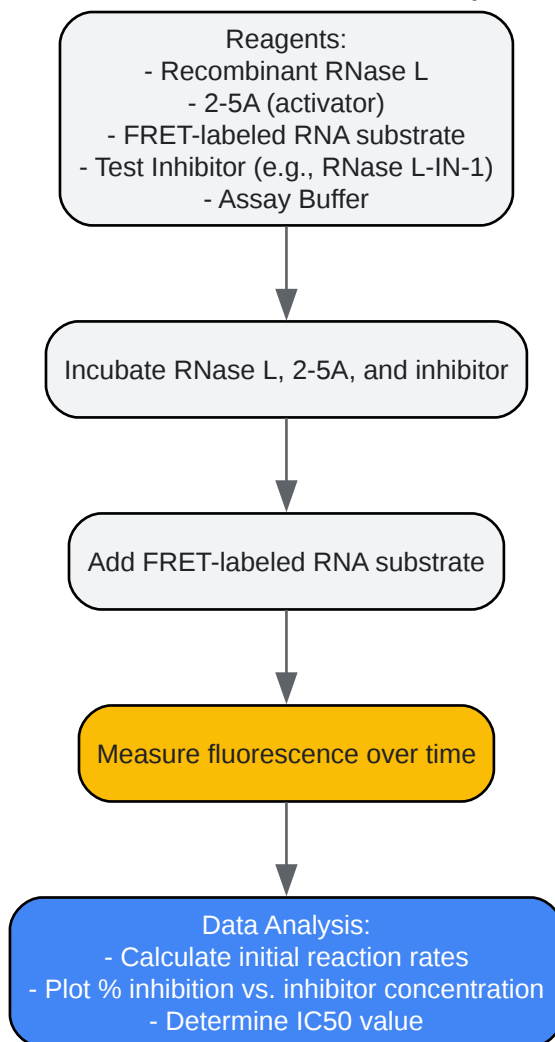 Reagents:
- Recombinant RNase L
- 2-5A (activator)
- FRET-labeled RNA substrate
- Test Inhibitor (e.g., RNase L-IN-1)
- Assay Buffer
Incubate RNase L, 2-5A, and inhibitor
Add FRET-labeled RNA substrate
Measure fluorescence over time
Data Analysis:
- Calculate initial reaction rates
- Plot % inhibition vs. inhibitor concentration
- Determine IC50 value